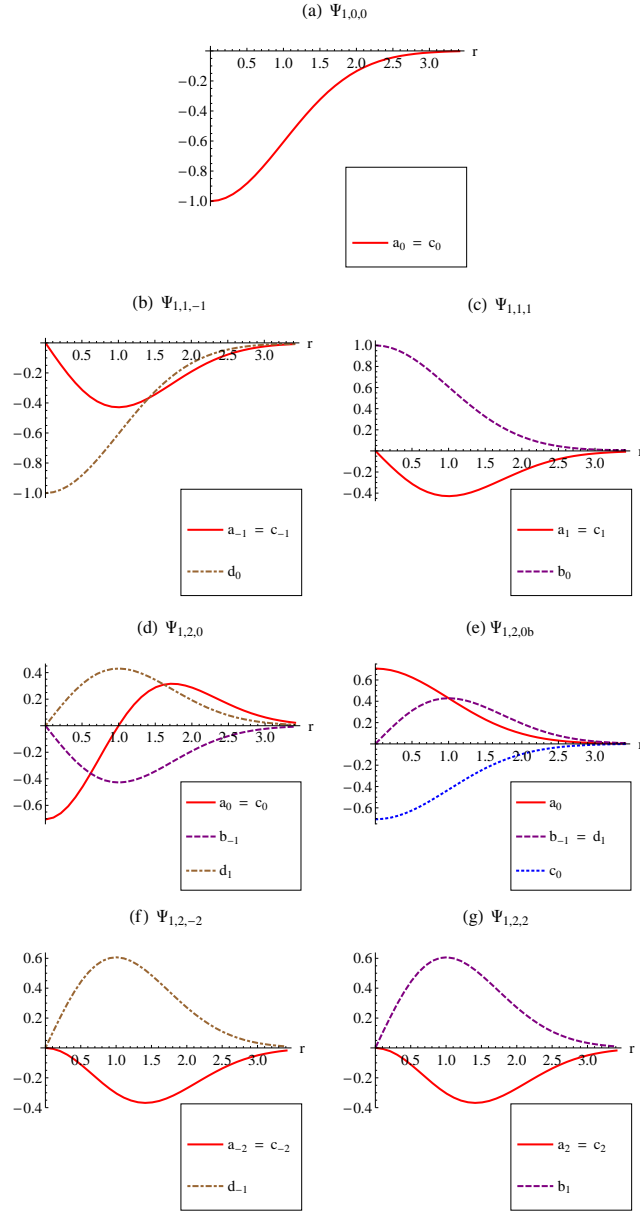 (a) Ψ1,0,0
r
0.5 1.0 1.5 2.0 2.5 3.0
−0.2
−0.4
−0.6
−0.8
−1.0
a0 = c0
(b) Ψ1,1,−1
r
0.5 1.0 1.5 2.0 2.5 3.0
−0.2
−0.4
−0.6
−0.8
−1.0
a−1 = c−1
d0
(c) Ψ1,1,1
1.0
0.8
0.6
0.4
0.2
r
0.5 1.0 1.5 2.0 2.5 3.0
−0.2
−0.4
a1 = c1
b0
(d) Ψ1,2,0
0.4
0.2
r
0.5 1.0 1.5 2.0 2.5 3.0
−0.2
−0.4
−0.6
a0 = c0
b−1
d1
(e) Ψ1,2,0b
0.6
0.4
0.2
r
0.5 1.0 1.5 2.0 2.5 3.0
−0.2
−0.4
−0.6
a0
b−1 = d1
c0
(f) Ψ1,2,−2
0.6
0.4
0.2
r
0.5 1.0 1.5 2.0 2.5 3.0
−0.2
−0.4
a−2 = c−2
d−1
(g) Ψ1,2,2
0.6
0.4
0.2
r
0.5 1.0 1.5 2.0 2.5 3.0
−0.2
−0.4
a2 = c2
b1